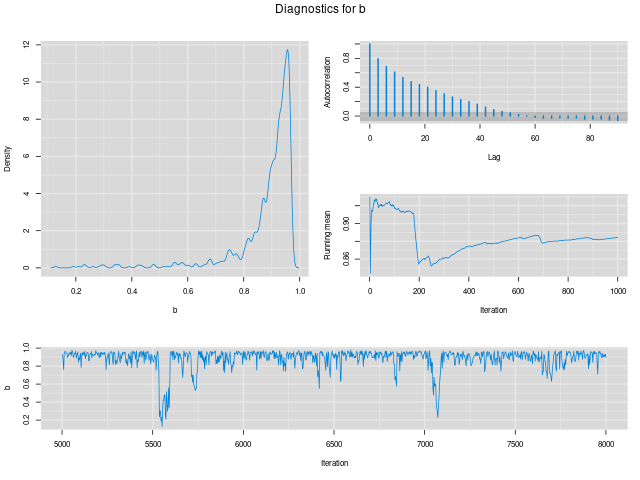 Diagnostics for b
Density
0 2 4 6 8 10 12
0.2 0.4 0.6 0.8 1.0
b
Autocorrelation
0.0 0.4 0.8
0 20 40 60 80
Lag
Running mean
0.86 0.90
0 200 400 600 800 1000
Iteration
b
0.2 0.4 0.6 0.8 1.0
5000 5500 6000 6500 7000 7500 8000
Iteration